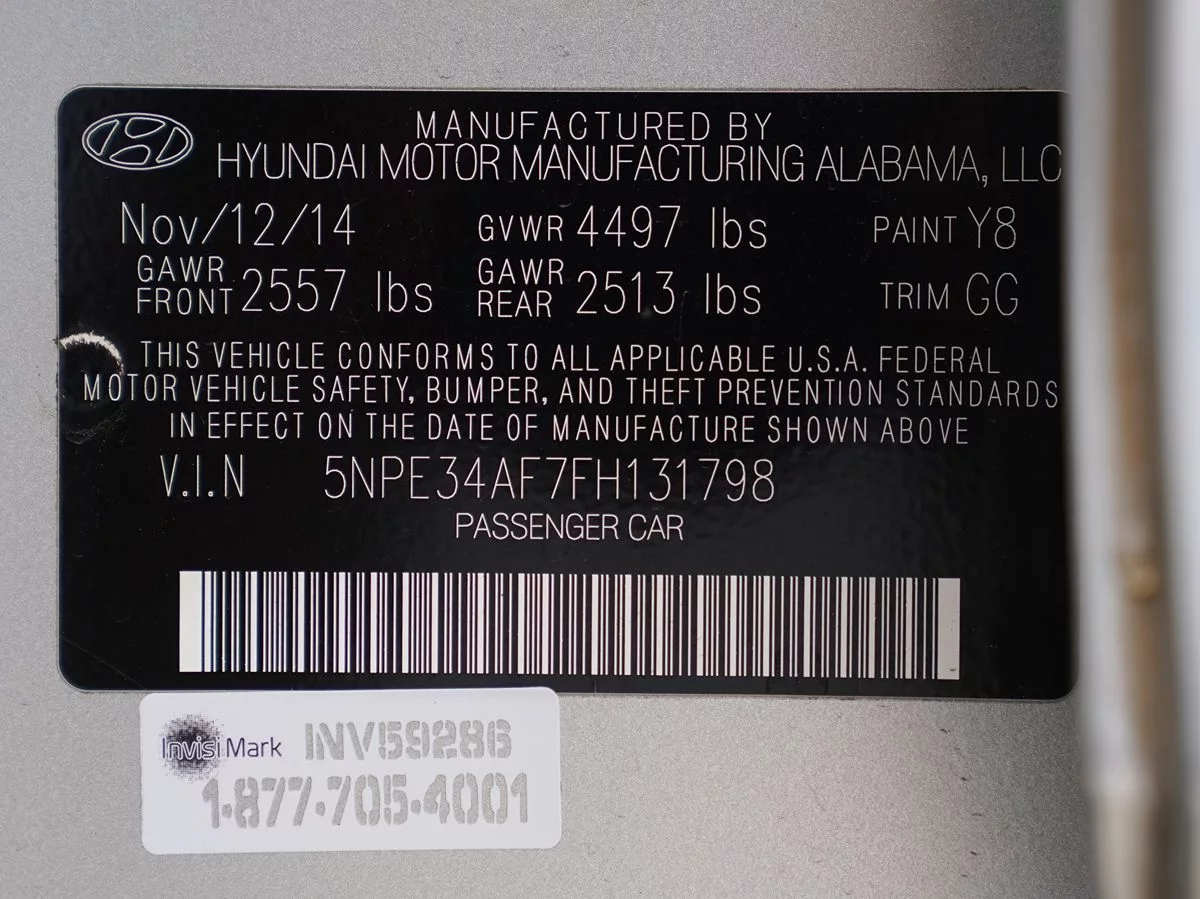 MANUFACTURED BY
HYUNDAI MOTOR MANUFACTURING ALABAMA, LLC
Nov/12/14 GVWR 4497 lbs PAINT Y8
GAWR FRONT 2557 lbs GAWR REAR 2513 lbs TRIM GG
THIS VEHICLE CONFORMS TO ALL APPLICABLE U.S.A. FEDERAL
MOTOR VEHICLE SAFETY, BUMPER, AND THEFT PREVENTION STANDARDS
IN EFFECT ON THE DATE OF MANUFACTURE SHOWN ABOVE
V.I.N 5NPE34AF7FH131798
PASSENGER CAR
InvisiMark INV59286
1-877-705-4001